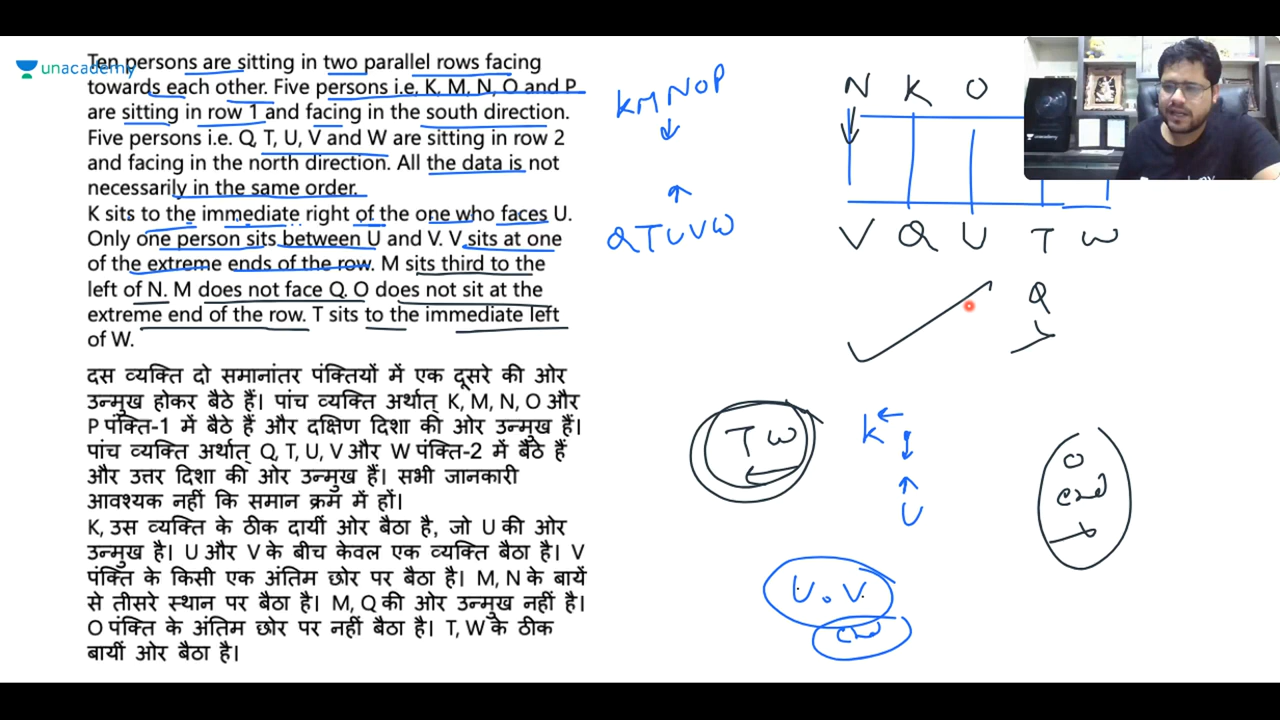 unacademy
Ten persons are sitting in two parallel rows facing
towards each other. Five persons i.e, K, M, N, O and P
are sitting in row 1 and facing in the south direction.
Five persons i.e. Q, T, U, V and W are sitting in row 2
and facing in the north direction. All the data is not
necessarily in the same order.
K sits to the immediate right of the one who faces U.
Only one person sits between U and V. V sits at one
of the extreme ends of the row. M sits third to the
left of N. M does not face Q. O does not sit at the
extreme end of the row. T sits to the immediate left
of W.
दस व्यक्ति दो समानांतर पंक्तियों में एक दूसरे की ओर
उन्मुख होकर बैठे हैं। पांच व्यक्ति अर्थात् K, M, N, O और
P पंक्ति-1 में बैठे हैं और दक्षिण दिशा की ओर उन्मुख हैं।
पांच व्यक्ति अर्थात् Q, T, U, V और W पंक्ति-2 में बैठे हैं
और उत्तर दिशा की ओर उन्मुख हैं। सभी जानकारी
आवश्यक नहीं कि समान क्रम में हों।
K, उस व्यक्ति के ठीक दायीं ओर बैठा है, जो U की ओर
उन्मुख है। U और V के बीच केवल एक व्यक्ति बैठा है। V
पंक्ति के किसी एक अंतिम छोर पर बैठा है। M, N के बायें
से तीसरे स्थान पर बैठा है। M, Q की ओर उन्मुख नहीं है।
O पंक्ति के अंतिम छोर पर नहीं बैठा है। T, W के ठीक
बायीं ओर बैठा है।
KMNOP
QTUVW
N K O
V Q U T W
Q
T W
K
U
O
end
U . V
end
unacademy